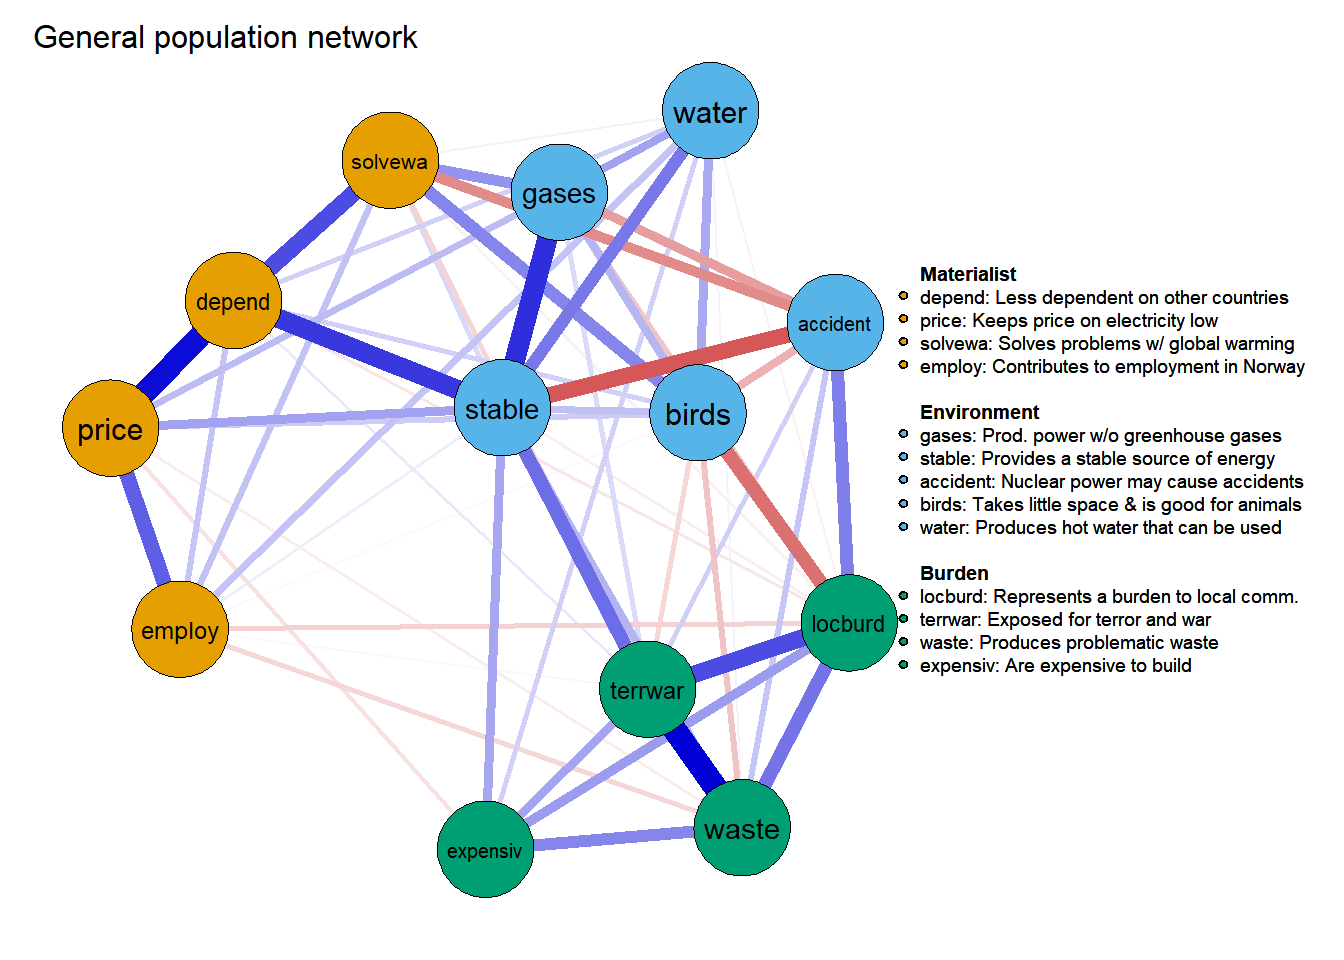 General population network
water
solvewa
gases
depend
accident
stable
birds
price
employ
locburd
terrwar
waste
expensiv
Materialist
depend: Less dependent on other countries
price: Keeps price on electricity low
solvewa: Solves problems w/ global warming
employ: Contributes to employment in Norway
Environment
gases: Prod. power w/o greenhouse gases
stable: Provides a stable source of energy
accident: Nuclear power may cause accidents
birds: Takes little space & is good for animals
water: Produces hot water that can be used
Burden
locburd: Represents a burden to local comm.
terrwar: Exposed for terror and war
waste: Produces problematic waste
expensiv: Are expensive to build